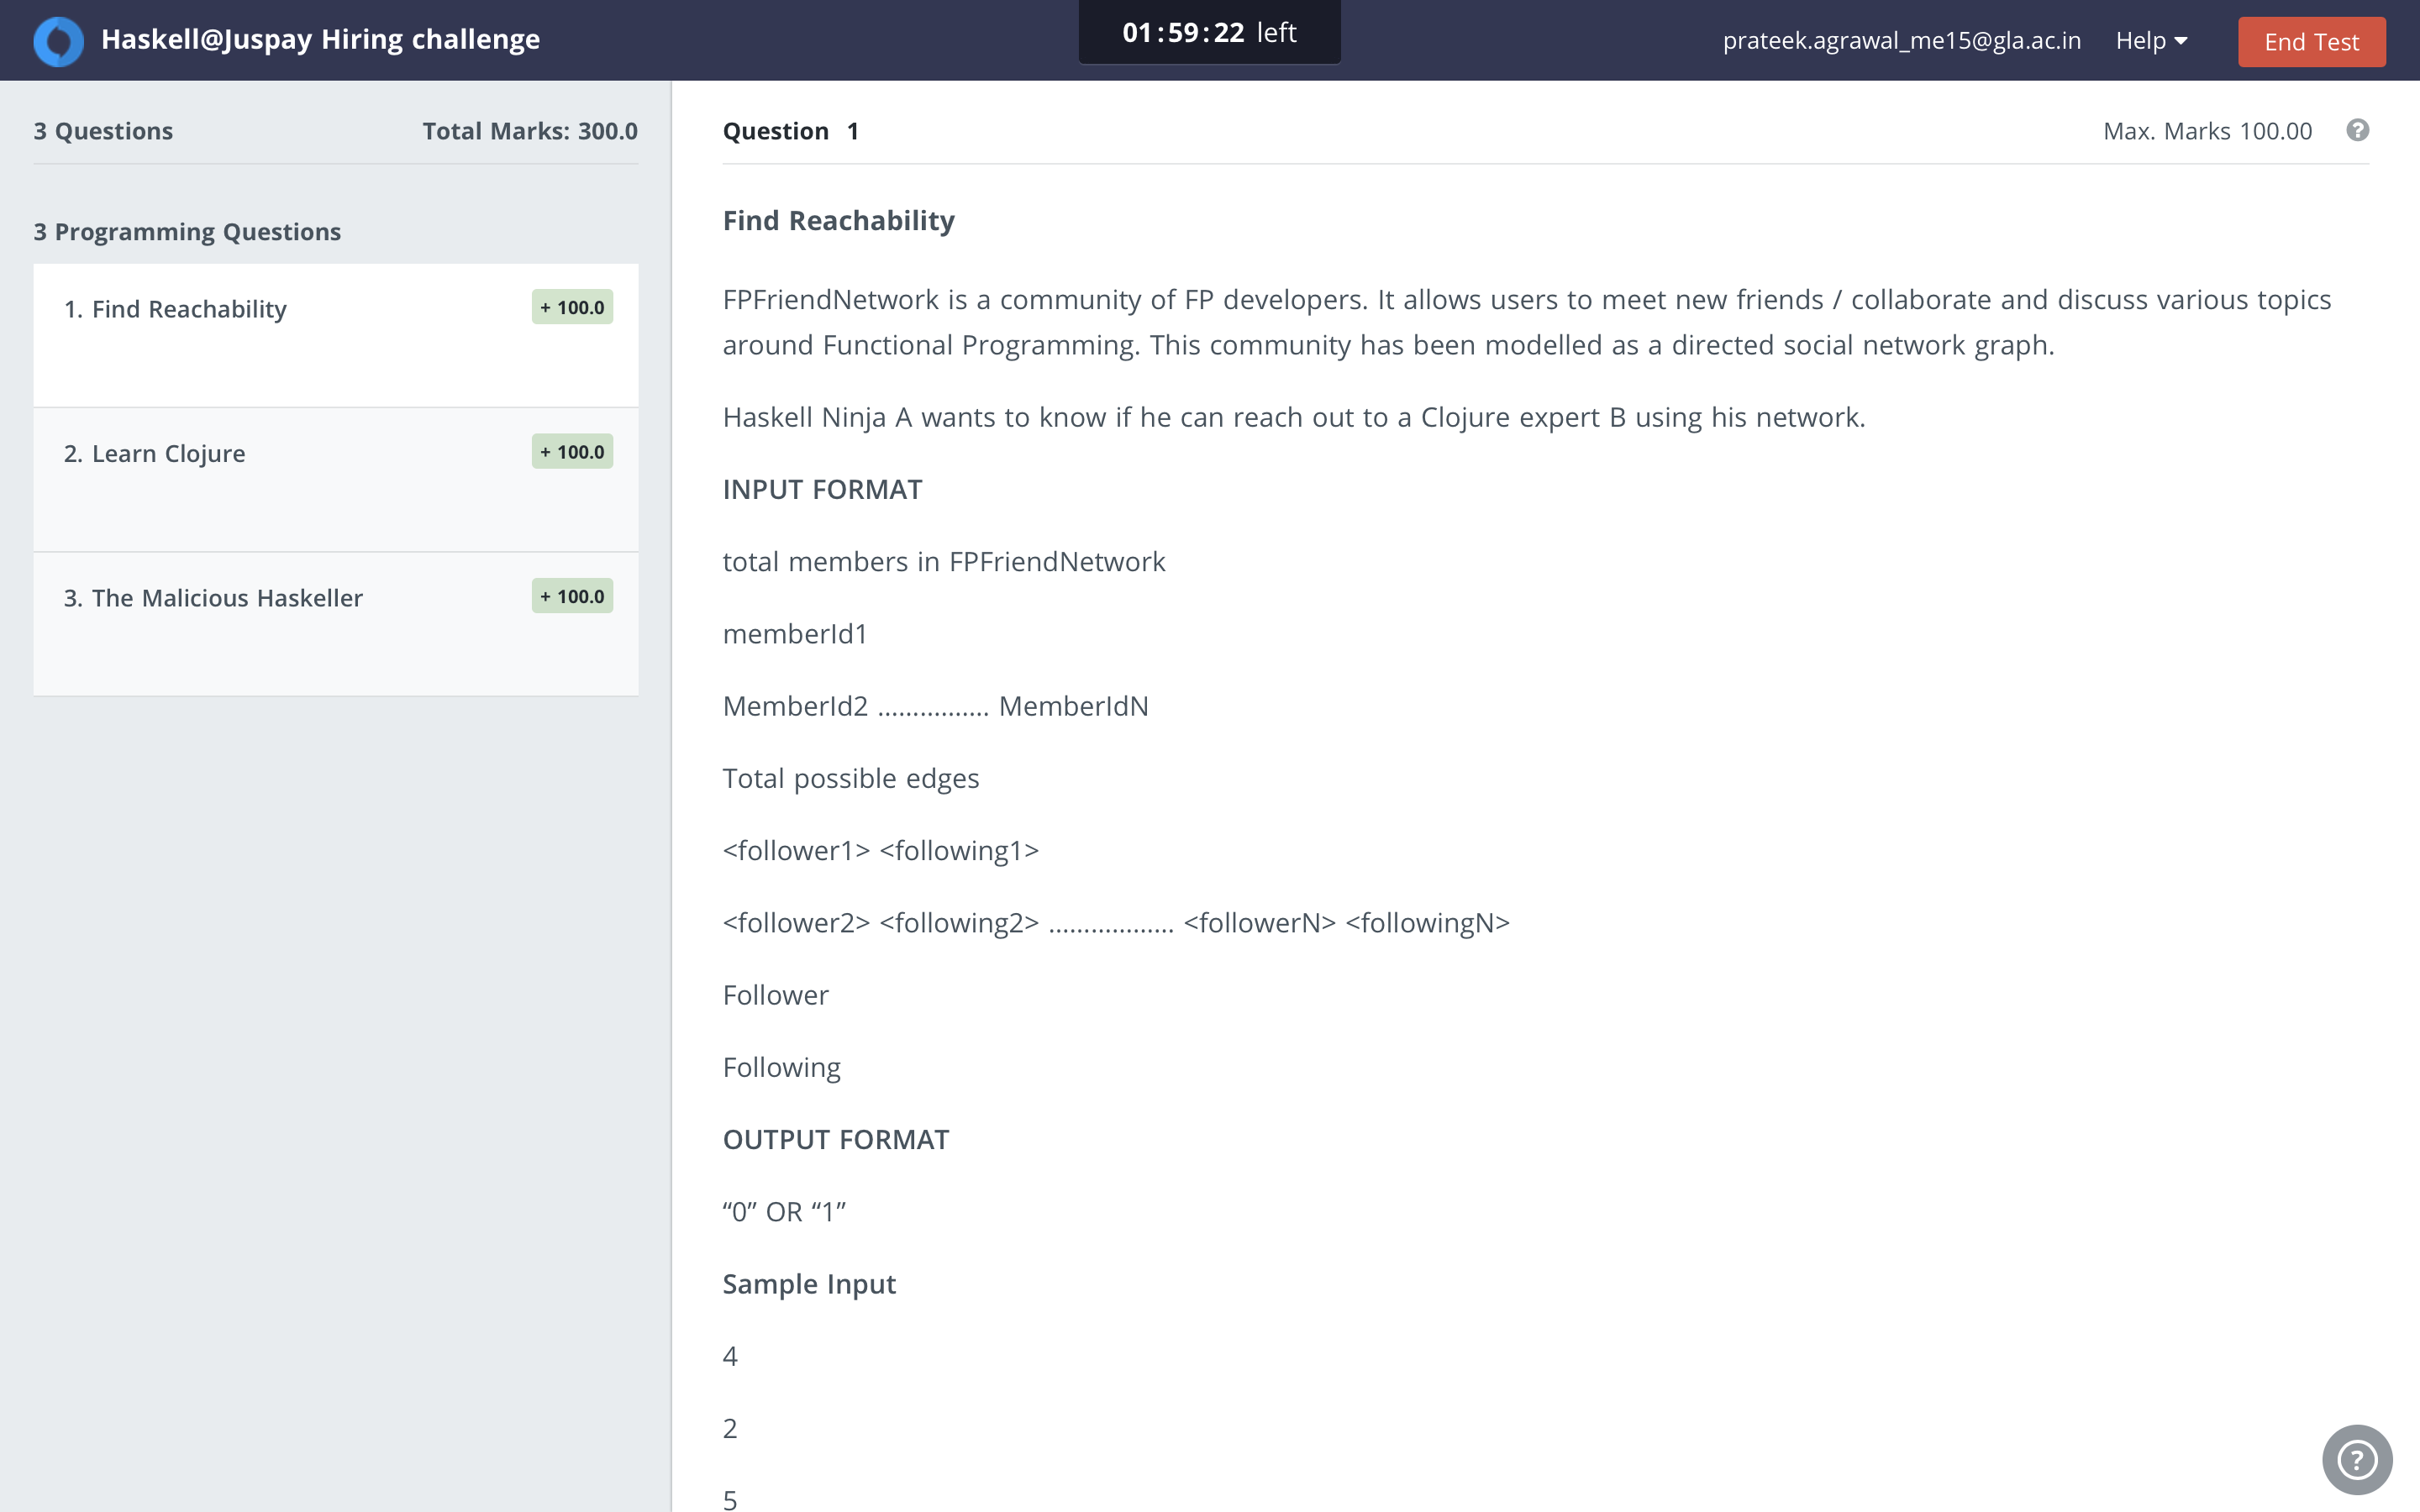 Haskell@Juspay Hiring challenge
01:59:22 left
prateek.agrawal_me15@gla.ac.in
Help
End Test
3 Questions
Total Marks: 300.0
3 Programming Questions
1. Find Reachability
+ 100.0
2. Learn Clojure
+ 100.0
3. The Malicious Haskeller
+ 100.0
Question 1
Max. Marks 100.00
?
Find Reachability
FPFriendNetwork is a community of FP developers. It allows users to meet new friends / collaborate and discuss various topics
around Functional Programming. This community has been modelled as a directed social network graph.
Haskell Ninja A wants to know if he can reach out to a Clojure expert B using his network.
INPUT FORMAT
total members in FPFriendNetwork
memberId1
MemberId2 ................ MemberIdN
Total possible edges
<follower1> <following1>
<follower2> <following2> .................. <followerN> <followingN>
Follower
Following
OUTPUT FORMAT
“0” OR “1”
Sample Input
4
2
5
?